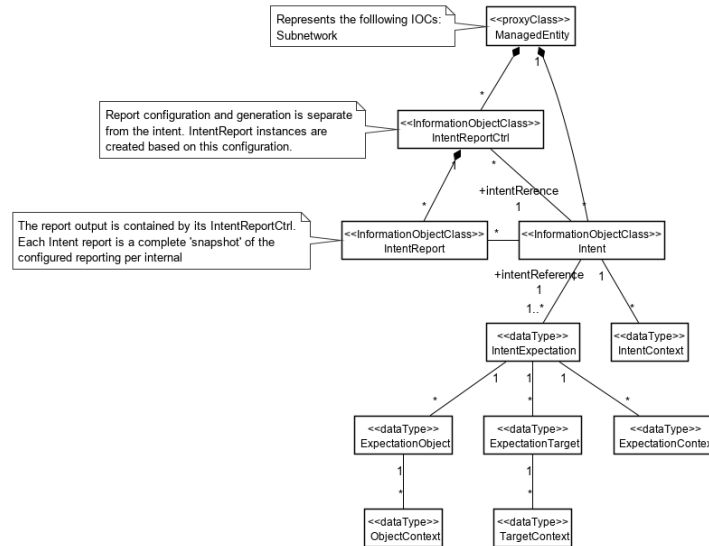 Represents the folllowing IOCs:
Subnetwork
<<proxyClass>>
ManagedEntity
1
*
Report configuration and generation is separate
from the intent. IntentReport instances are
created based on this configuration.
<<InformationObjectClass>>
IntentReportCtrl
1
*
+intentRerence
1
*
*
The report output is contained by its IntentReportCtrl.
Each Intent report is a complete 'snapshot' of the
configured reporting per internal
<<InformationObjectClass>>
IntentReport
*
<<InformationObjectClass>>
Intent
+intentReference
1
1
1
1..*
*
<<dataType>>
IntentExpectation
<<dataType>>
IntentContext
1
1
1
*
*
*
<<dataType>>
ExpectationObject
<<dataType>>
ExpectationTarget
<<dataType>>
ExpectationContext
1
1
*
*
<<dataType>>
ObjectContext
<<dataType>>
TargetContext